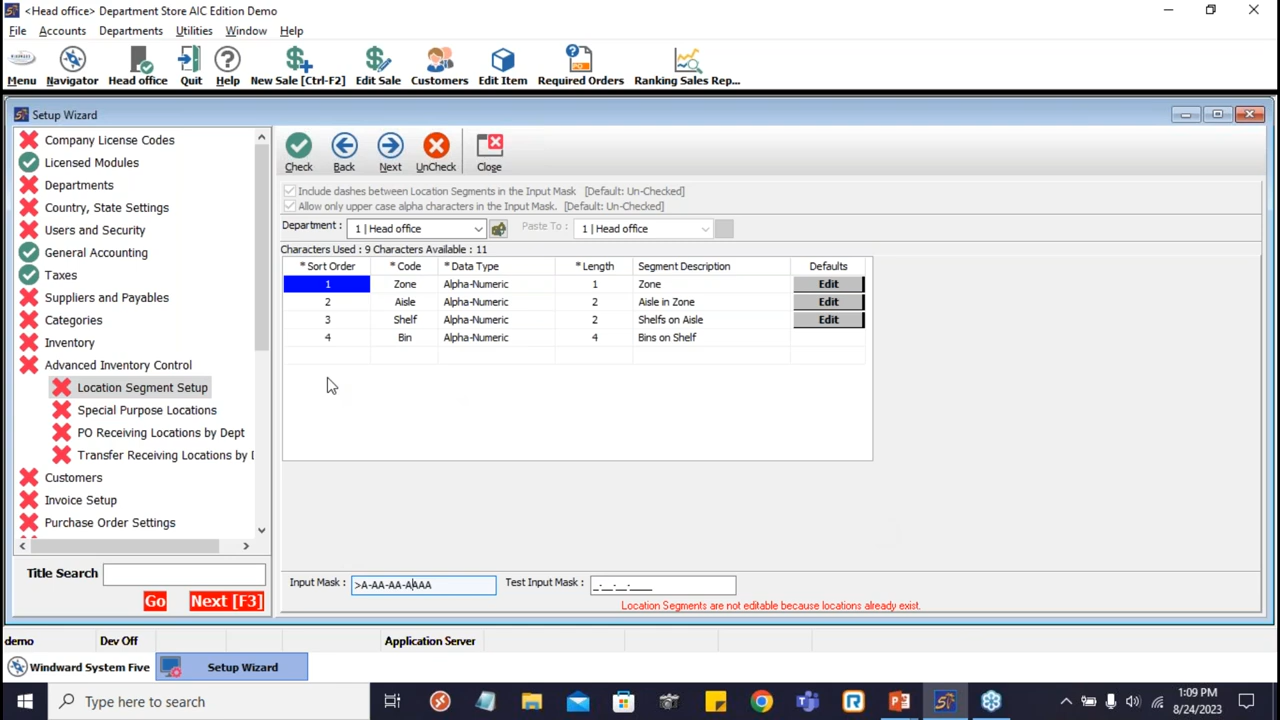 <Head office> Department Store AIC Edition Demo
File Accounts Departments Utilities Window Help
Menu Navigator Head office Quit Help New Sale [Ctrl-F2] Edit Sale Customers Edit Item Required Orders Ranking Sales Rep...
Setup Wizard
Company License Codes
Licensed Modules
Departments
Country, State Settings
Users and Security
General Accounting
Taxes
Suppliers and Payables
Categories
Inventory
Advanced Inventory Control
Location Segment Setup
Special Purpose Locations
PO Receiving Locations by Dept
Transfer Receiving Locations by D
Customers
Invoice Setup
Purchase Order Settings
Title Search
Go Next [F3]
Check Back Next UnCheck Close
Include dashes between Location Segments in the Input Mask [Default: Un-Checked]
Allow only upper case alpha characters in the Input Mask. [Default: Un-Checked]
Department : 1 | Head office Paste To : 1 | Head office
Characters Used : 9 Characters Available : 11
* Sort Order * Code * Data Type * Length Segment Description Defaults
1 Zone Alpha-Numeric 1 Zone Edit
2 Aisle Alpha-Numeric 2 Aisle in Zone Edit
3 Shelf Alpha-Numeric 2 Shelfs on Aisle Edit
4 Bin Alpha-Numeric 4 Bins on Shelf
Input Mask : >A-AA-AA-AAAA Test Input Mask : _-__-__-____
Location Segments are not editable because locations already exist.
demo Dev Off Application Server
Windward System Five Setup Wizard
Type here to search
1:09 PM
8/24/2023